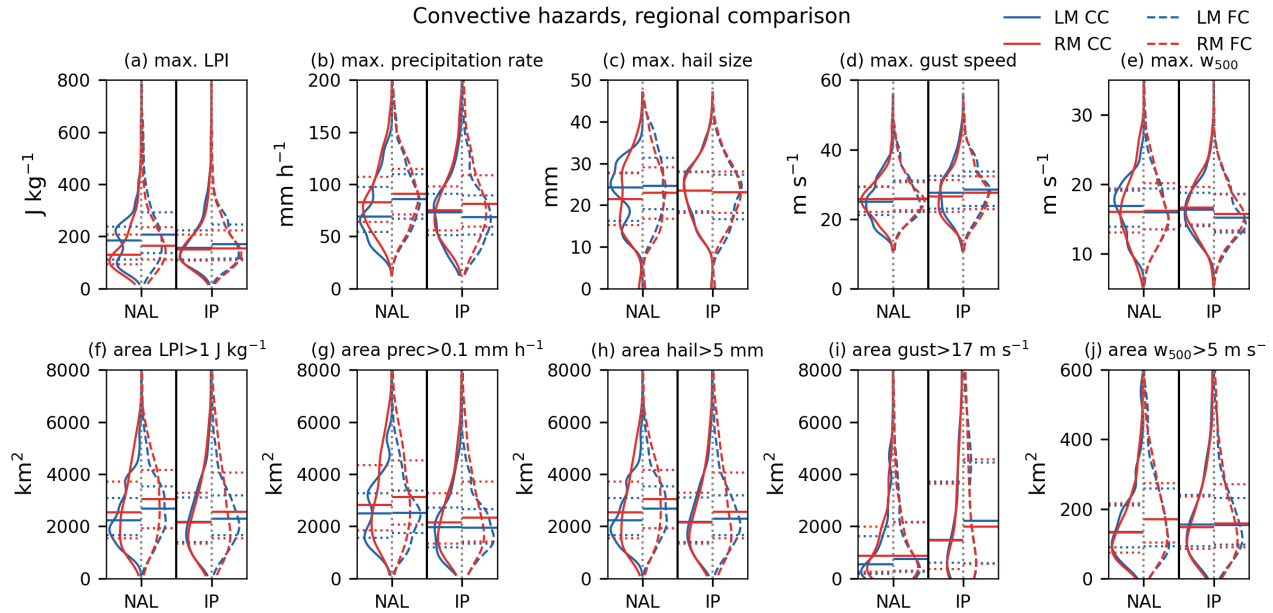 Convective hazards, regional comparison
LM CC
LM FC
RM CC
RM FC
(a) max. LPI
(b) max. precipitation rate
(c) max. hail size
(d) max. gust speed
(e) max. w₅₀₀
J kg⁻¹
800
600
400
200
0
NAL
IP
mm h⁻¹
200
150
100
50
0
NAL
IP
mm
50
40
30
20
10
0
NAL
IP
m s⁻¹
60
40
20
0
NAL
IP
m s⁻¹
30
20
10
NAL
IP
(f) area LPI>1 J kg⁻¹
(g) area prec>0.1 mm h⁻¹
(h) area hail>5 mm
(i) area gust>17 m s⁻¹
(j) area w₅₀₀>5 m s⁻
km²
8000
6000
4000
2000
0
NAL
IP
km²
8000
6000
4000
2000
0
NAL
IP
km²
8000
6000
4000
2000
0
NAL
IP
km²
8000
6000
4000
2000
0
NAL
IP
km²
600
400
200
0
NAL
IP